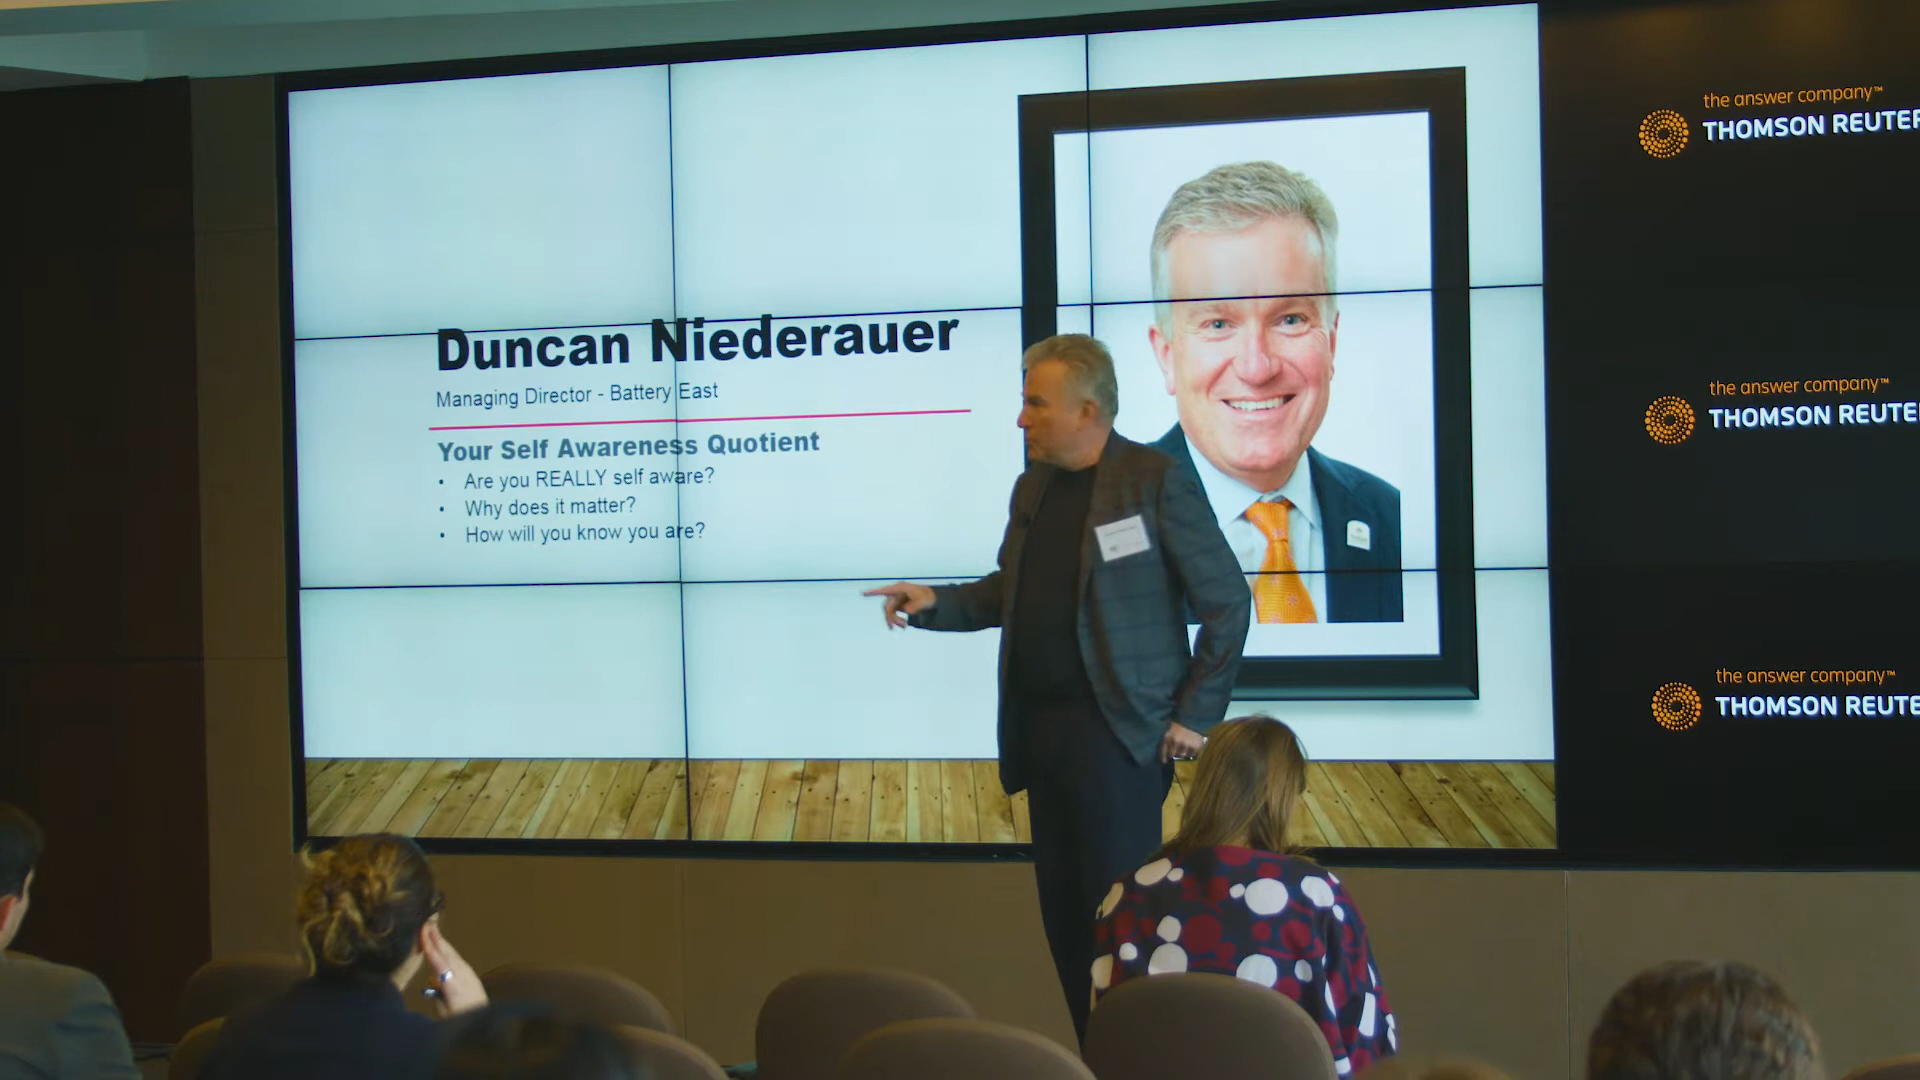 Duncan Niederauer
Managing Director - Battery East
Your Self Awareness Quotient
• Are you REALLY self aware?
• Why does it matter?
• How will you know you are?
the answer company™
THOMSON REUTER
the answer company™
THOMSON REUTE
the answer company™
THOMSON REUTE